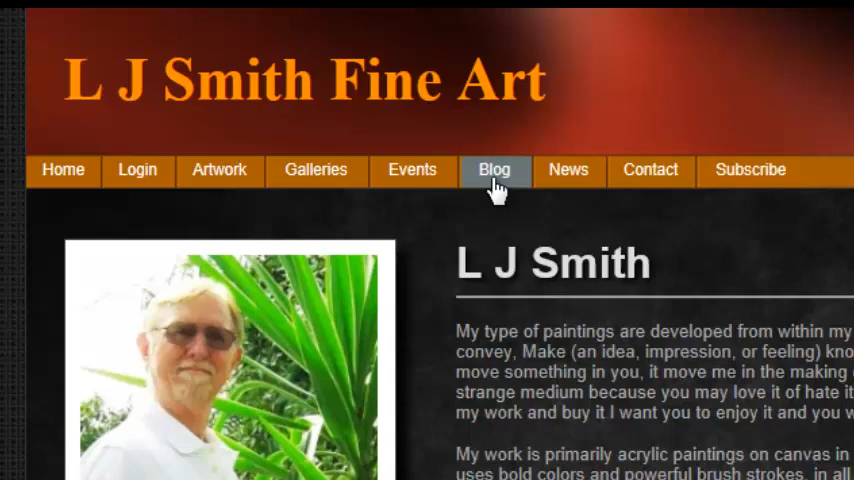 L J Smith Fine Art
Home Login Artwork Galleries Events Blog News Contact Subscribe
L J Smith
My type of paintings are developed from within my
convey, Make (an idea, impression, or feeling) kno
move something in you, it move me in the making
strange medium because you may love it of hate it
my work and buy it I want you to enjoy it and you w
My work is primarily acrylic paintings on canvas in
uses bold colors and powerful brush strokes, in all